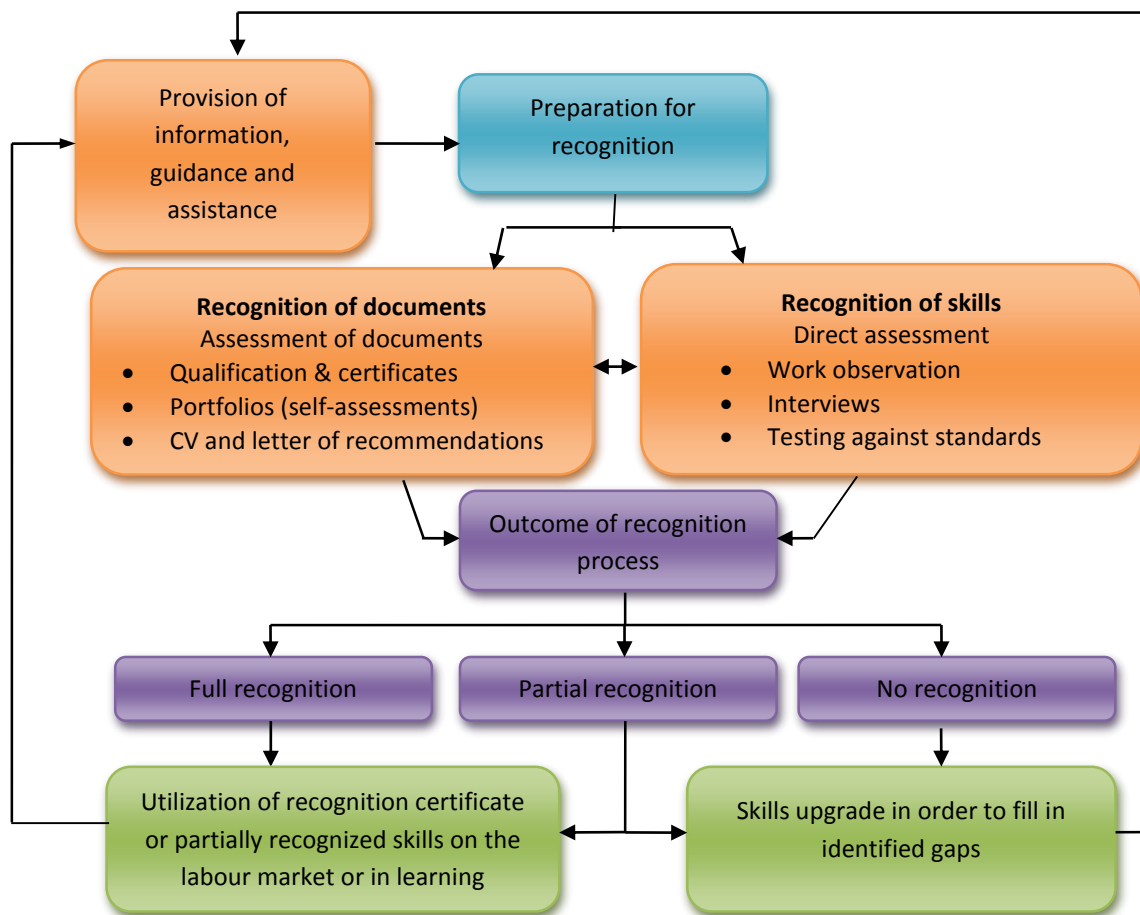 Provision of
information,
guidance and
assistance
Preparation for
recognition
Recognition of documents
Assessment of documents
• Qualification & certificates
• Portfolios (self-assessments)
• CV and letter of recommendations
Recognition of skills
Direct assessment
• Work observation
• Interviews
• Testing against standards
Outcome of recognition
process
Full recognition
Partial recognition
No recognition
Utilization of recognition certificate
or partially recognized skills on the
labour market or in learning
Skills upgrade in order to fill in
identified gaps